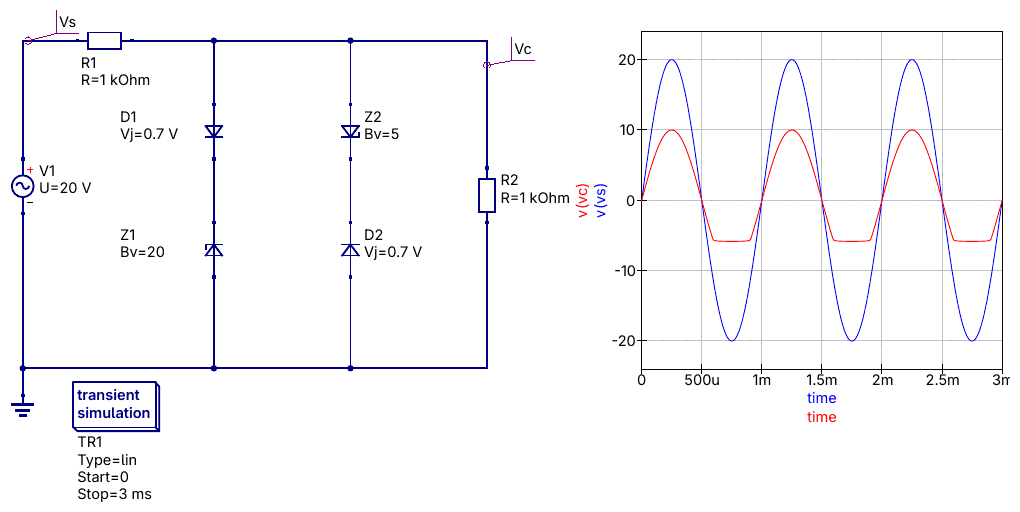 Vs
R1
R=1 kOhm
D1
Vj=0.7 V
Z2
Bv=5
Vc
V1
U=20 V
+
−
R2
R=1 kOhm
Z1
Bv=20
D2
Vj=0.7 V
transient
simulation
TR1
Type=lin
Start=0
Stop=3 ms
v(vc)
v(vs)
20
10
0
-10
-20
0
500u
1m
1.5m
2m
2.5m
3m
time
time